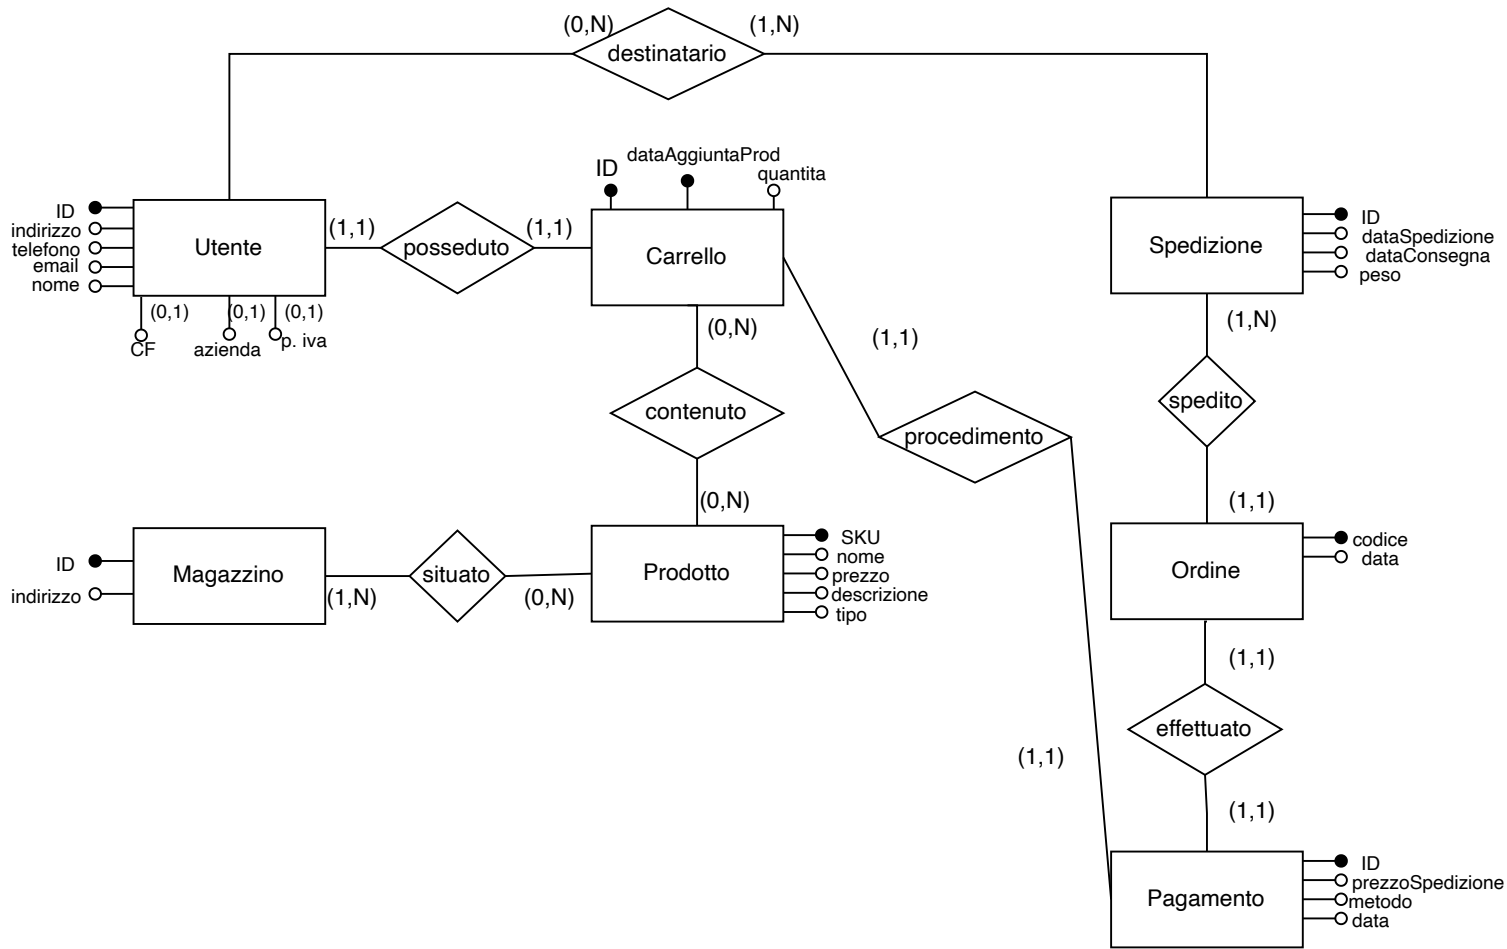 (0,N)
(1,N)
destinatario
ID
dataAggiuntaProd
quantita
ID
indirizzo
telefono
email
nome
Utente
(1,1)
posseduto
(1,1)
Carrello
Spedizione
ID
dataSpedizione
dataConsegna
peso
(0,1)
(0,1)
(0,1)
CF
azienda
p. iva
(0,N)
(1,1)
(1,N)
contenuto
procedimento
spedito
(0,N)
(1,1)
ID
indirizzo
Magazzino
(1,N)
situato
(0,N)
Prodotto
SKU
nome
prezzo
descrizione
tipo
Ordine
codice
data
(1,1)
effettuato
(1,1)
(1,1)
Pagamento
ID
prezzoSpedizione
metodo
data